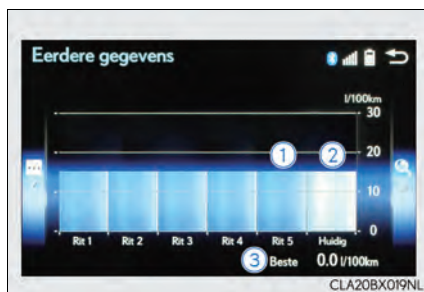 Eerdere gegevens
l/100km
30
1
2
20
10
0
Rit 1 Rit 2 Rit 3 Rit 4 Rit 5 Huidig
3 Beste 0.0 l/100km
CLA20BX019NL